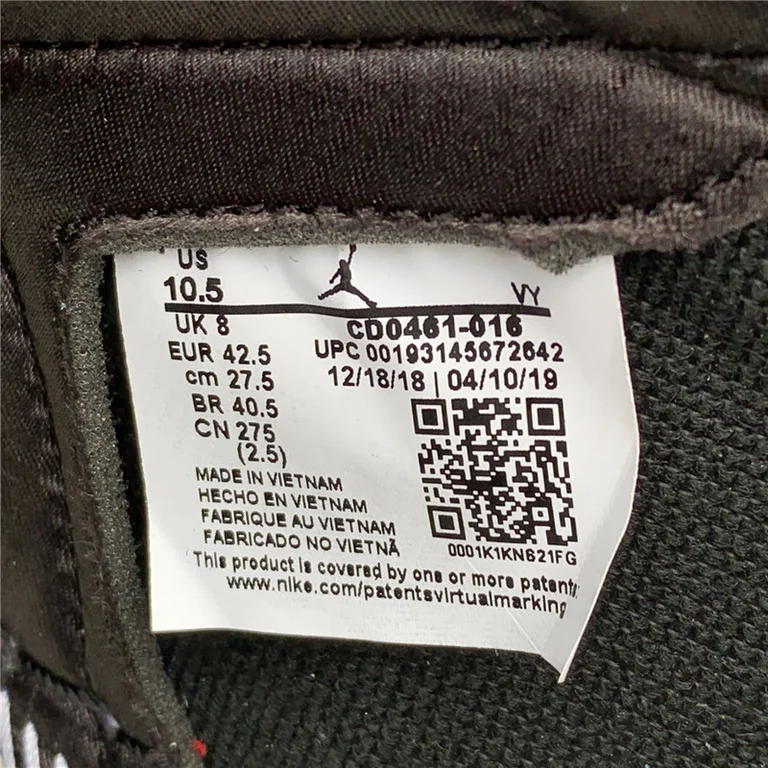 US
10.5
VY
UK 8
CD0461-016
EUR 42.5
UPC 00193145672642
cm 27.5
12/18/18 | 04/10/19
BR 40.5
CN 275
(2.5)
MADE IN VIETNAM
HECHO EN VIETNAM
FABRIQUE AU VIETNAM
FABRICADO NO VIETNÃ
0001K1KNS21FG
This product is covered by one or more patents:
www.nike.com/patentsvirtualmarking